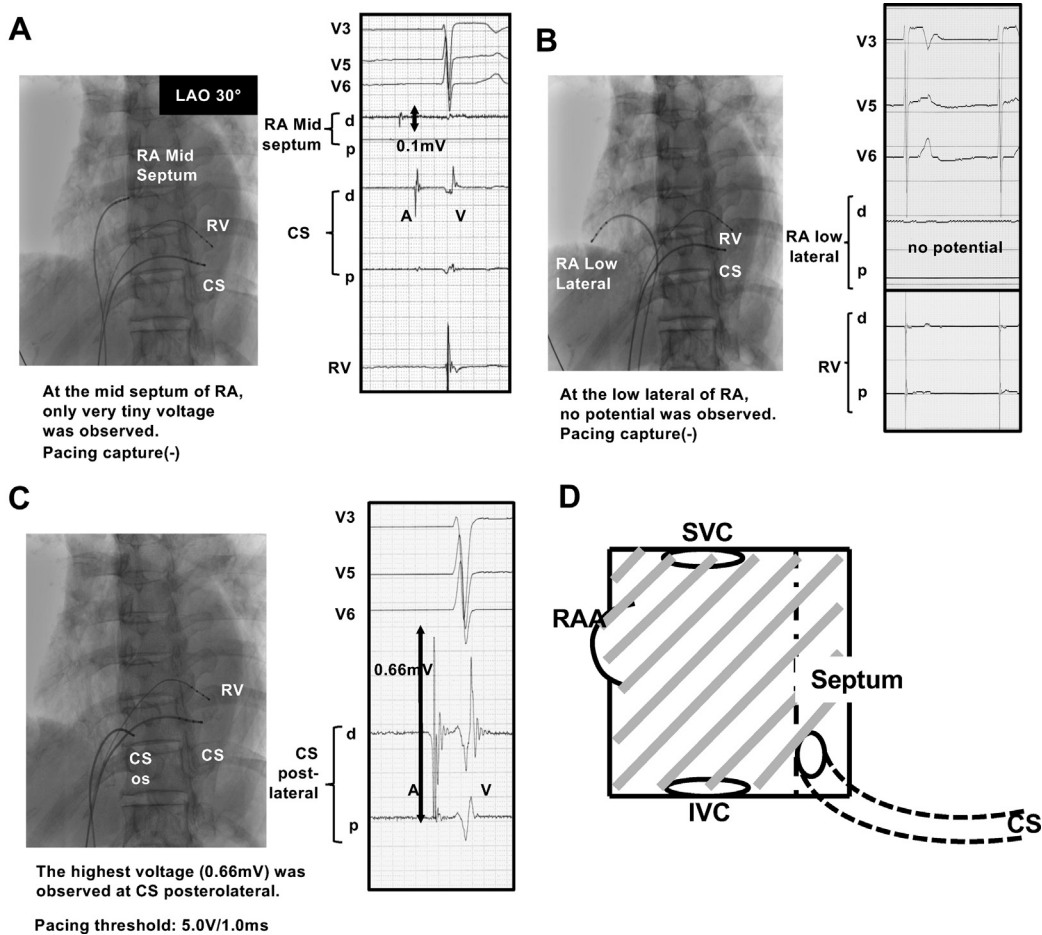 A
LAO 30°
RA Mid
Septum
RV
CS
V3
V5
V6
RA Mid
septum
d
p
0.1mV
CS
d
p
A
V
RV
At the mid septum of RA,
only very tiny voltage
was observed.
Pacing capture(-)
B
RA Low
Lateral
RV
CS
V3
V5
V6
RA low
lateral
d
p
no potential
RV
d
p
At the low lateral of RA,
no potential was observed.
Pacing capture(-)
C
RV
CS
os
CS
V3
V5
V6
0.66mV
CS
post-
lateral
d
p
A
V
The highest voltage (0.66mV) was
observed at CS posterolateral.
Pacing threshold: 5.0V/1.0ms
D
SVC
RAA
Septum
IVC
CS